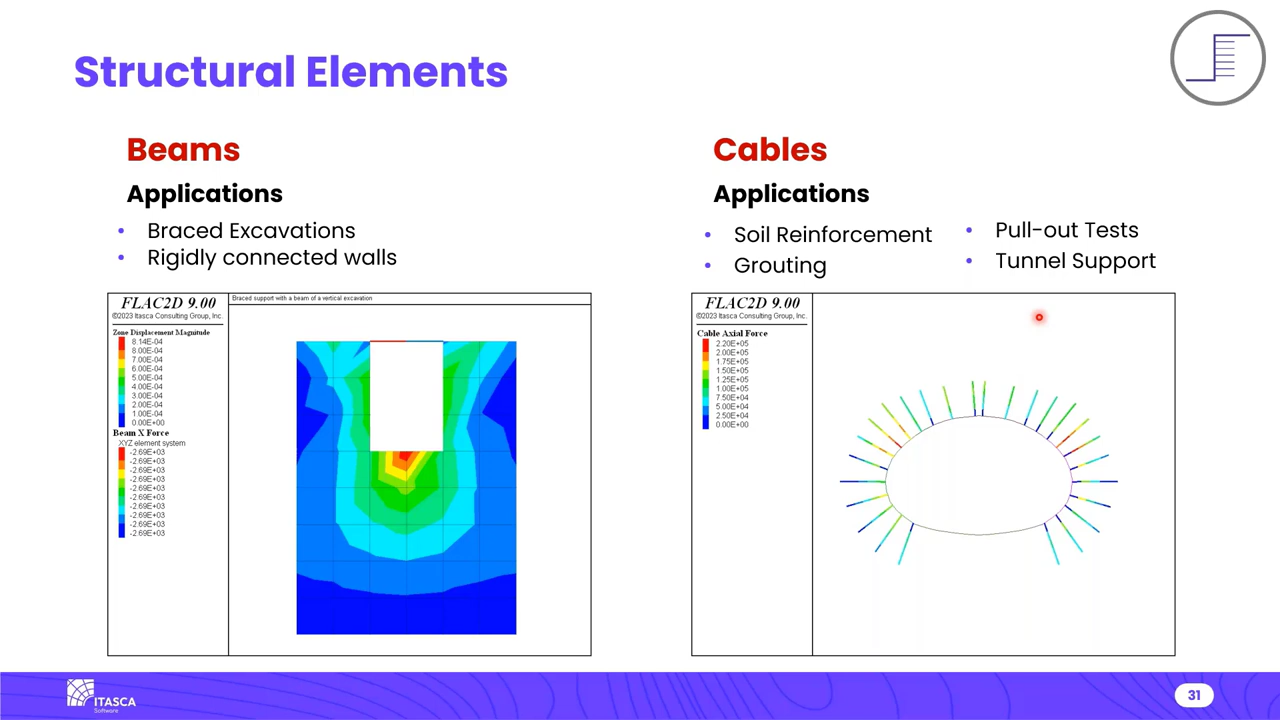 Structural Elements
Beams
Applications
• Braced Excavations
• Rigidly connected walls
FLAC2D 9.00
©2023 Itasca Consulting Group, Inc.
Zone Displacement Magnitude
8.14E-04
8.00E-04
7.00E-04
6.00E-04
5.00E-04
4.00E-04
3.00E-04
2.00E-04
1.00E-04
0.00E+00
Beam X Force
XYZ element system
-2.69E+03
-2.69E+03
-2.69E+03
-2.69E+03
-2.69E+03
-2.69E+03
-2.69E+03
-2.69E+03
-2.69E+03
-2.69E+03
Braced support with a beam of a vertical excavation
Cables
Applications
• Soil Reinforcement
• Grouting
• Pull-out Tests
• Tunnel Support
FLAC2D 9.00
©2023 Itasca Consulting Group, Inc.
Cable Axial Force
2.20E+05
2.00E+05
1.75E+05
1.50E+05
1.25E+05
1.00E+05
7.50E+04
5.00E+04
2.50E+04
0.00E+00
ITASCA
Software
31